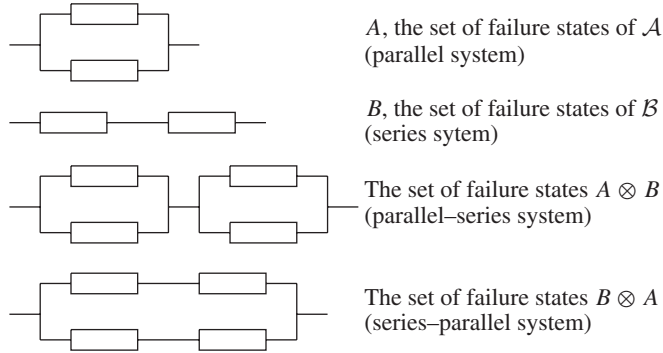 A, the set of failure states of 𝒜
(parallel system)
B, the set of failure states of ℬ
(series sytem)
The set of failure states A ⊗ B
(parallel–series system)
The set of failure states B ⊗ A
(series–parallel system)